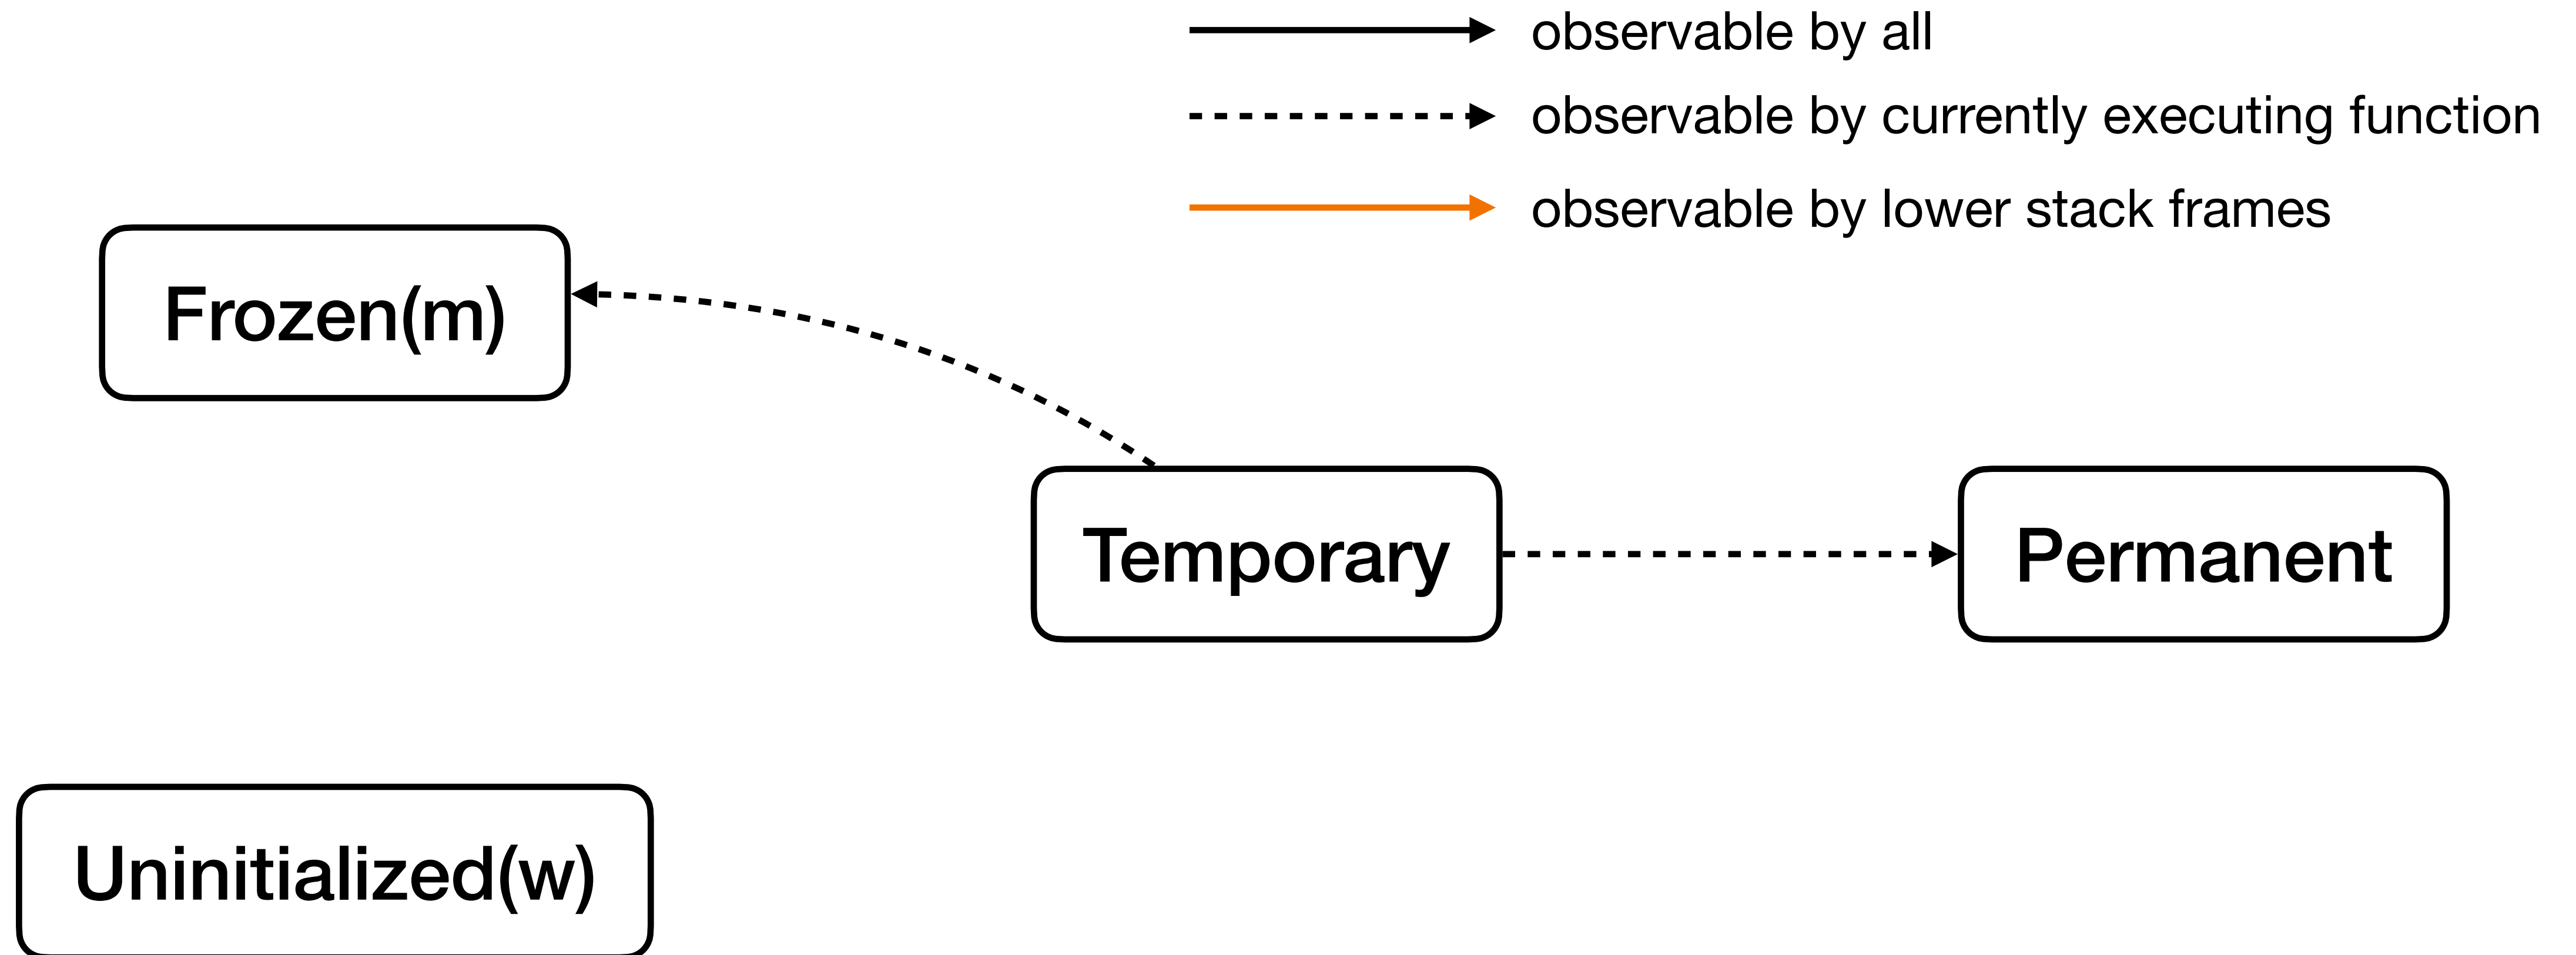 observable by all
observable by currently executing function
observable by lower stack frames
Frozen(m)
Temporary
Permanent
Uninitialized(w)